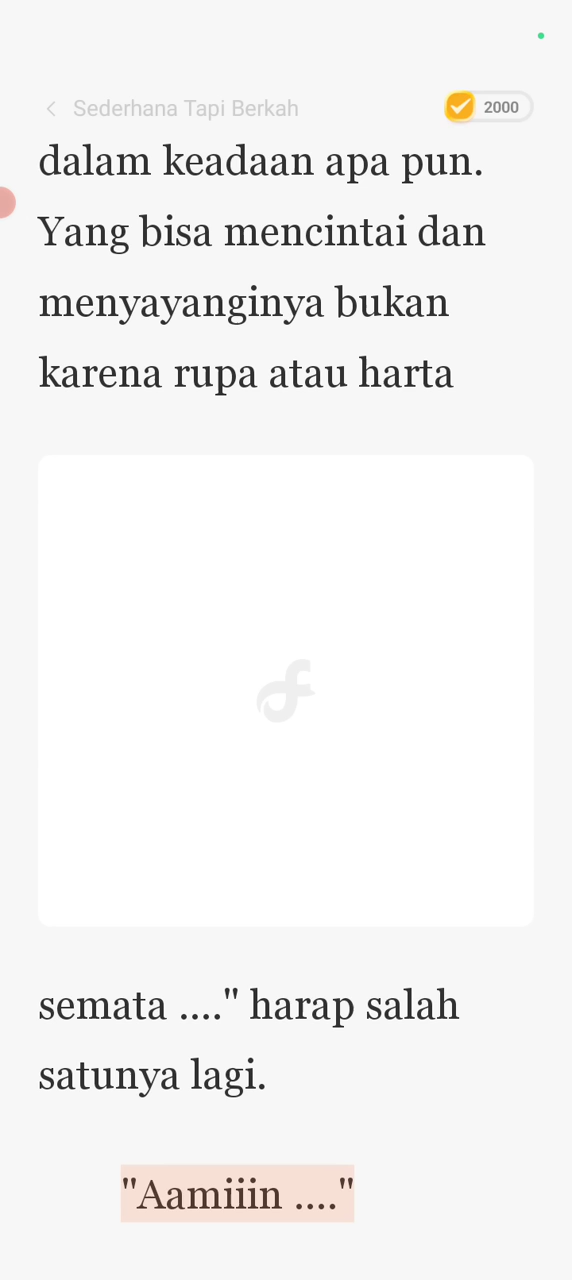 Sederhana Tapi Berkah
2000
dalam keadaan apa pun.
Yang bisa mencintai dan
menyayanginya bukan
karena rupa atau harta
semata ...." harap salah
satunya lagi.
"Aamiiin ...."